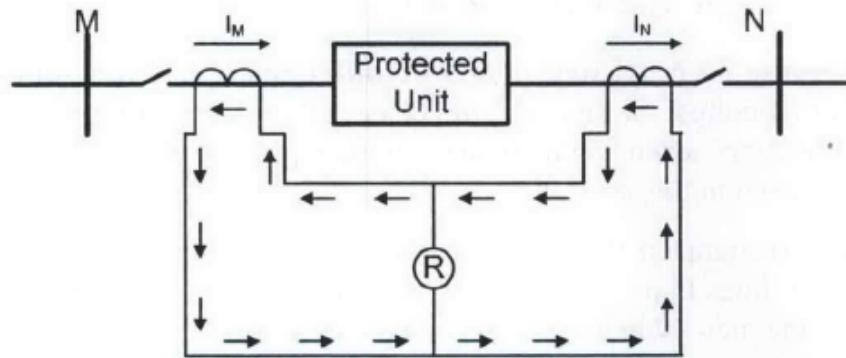 M
I_M
Protected
Unit
I_N
N
R